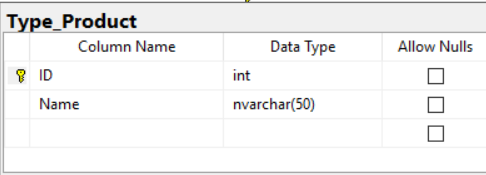 Type_Product
Column Name Data Type Allow Nulls
ID int
Name nvarchar(50)